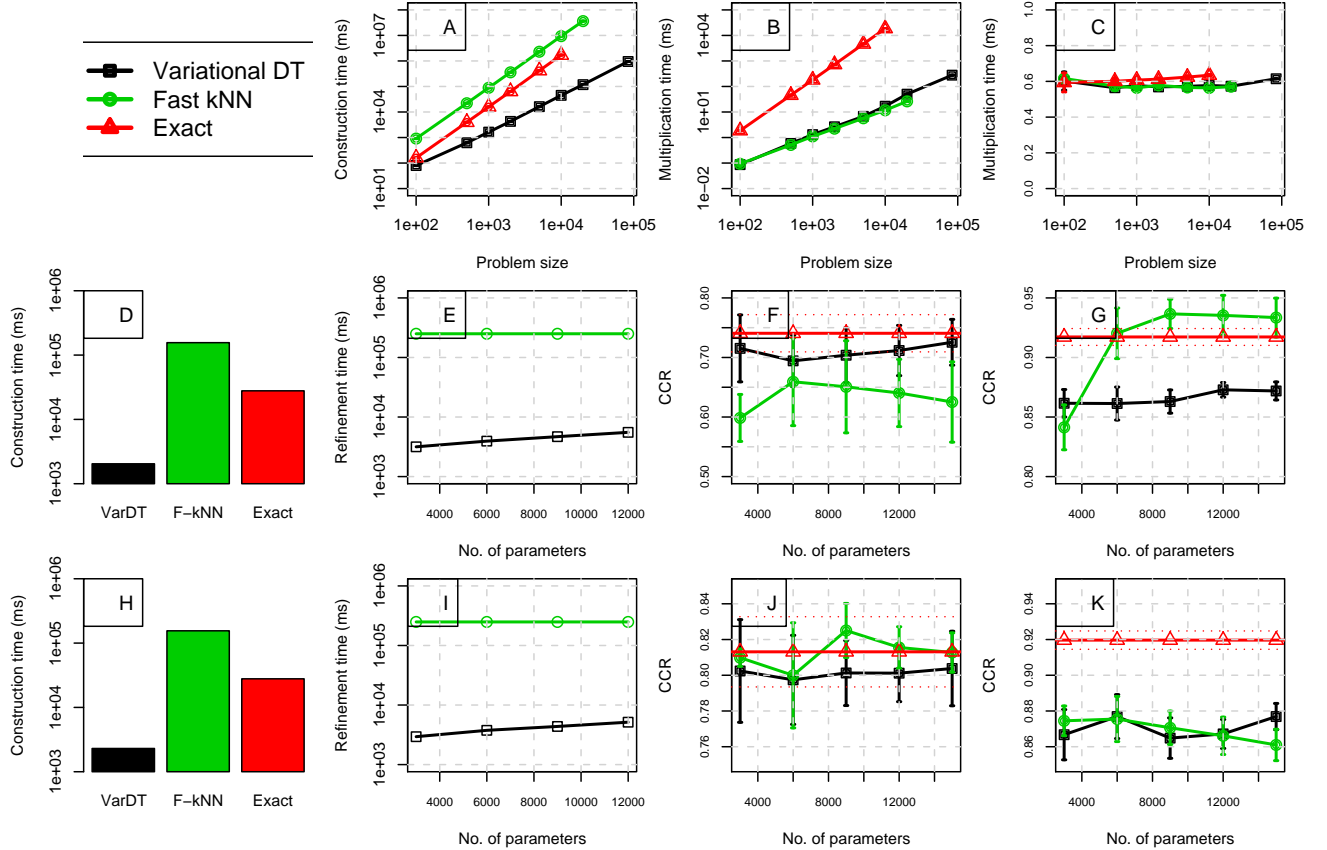 Variational DT
Fast kNN
Exact
A
Construction time (ms)
1e+01 1e+04 1e+07
1e+02 1e+03 1e+04 1e+05
Problem size
B
Multiplication time (ms)
1e−02 1e+01 1e+04
1e+02 1e+03 1e+04 1e+05
Problem size
C
Multiplication time (ms)
0.0 0.2 0.4 0.6 0.8 1.0
1e+02 1e+03 1e+04 1e+05
Problem size
D
Construction time (ms)
1e+03 1e+04 1e+05 1e+06
VarDT F−kNN Exact
E
Refinement time (ms)
1e+03 1e+04 1e+05 1e+06
4000 6000 8000 10000 12000
No. of parameters
F
CCR
0.50 0.60 0.70 0.80
4000 8000 12000
No. of parameters
G
CCR
0.80 0.85 0.90 0.95
4000 8000 12000
No. of parameters
H
Construction time (ms)
1e+03 1e+04 1e+05 1e+06
VarDT F−kNN Exact
I
Refinement time (ms)
1e+03 1e+04 1e+05 1e+06
4000 6000 8000 10000 12000
No. of parameters
J
CCR
0.76 0.78 0.80 0.82 0.84
4000 8000 12000
No. of parameters
K
CCR
0.86 0.88 0.90 0.92 0.94
4000 8000 12000
No. of parameters